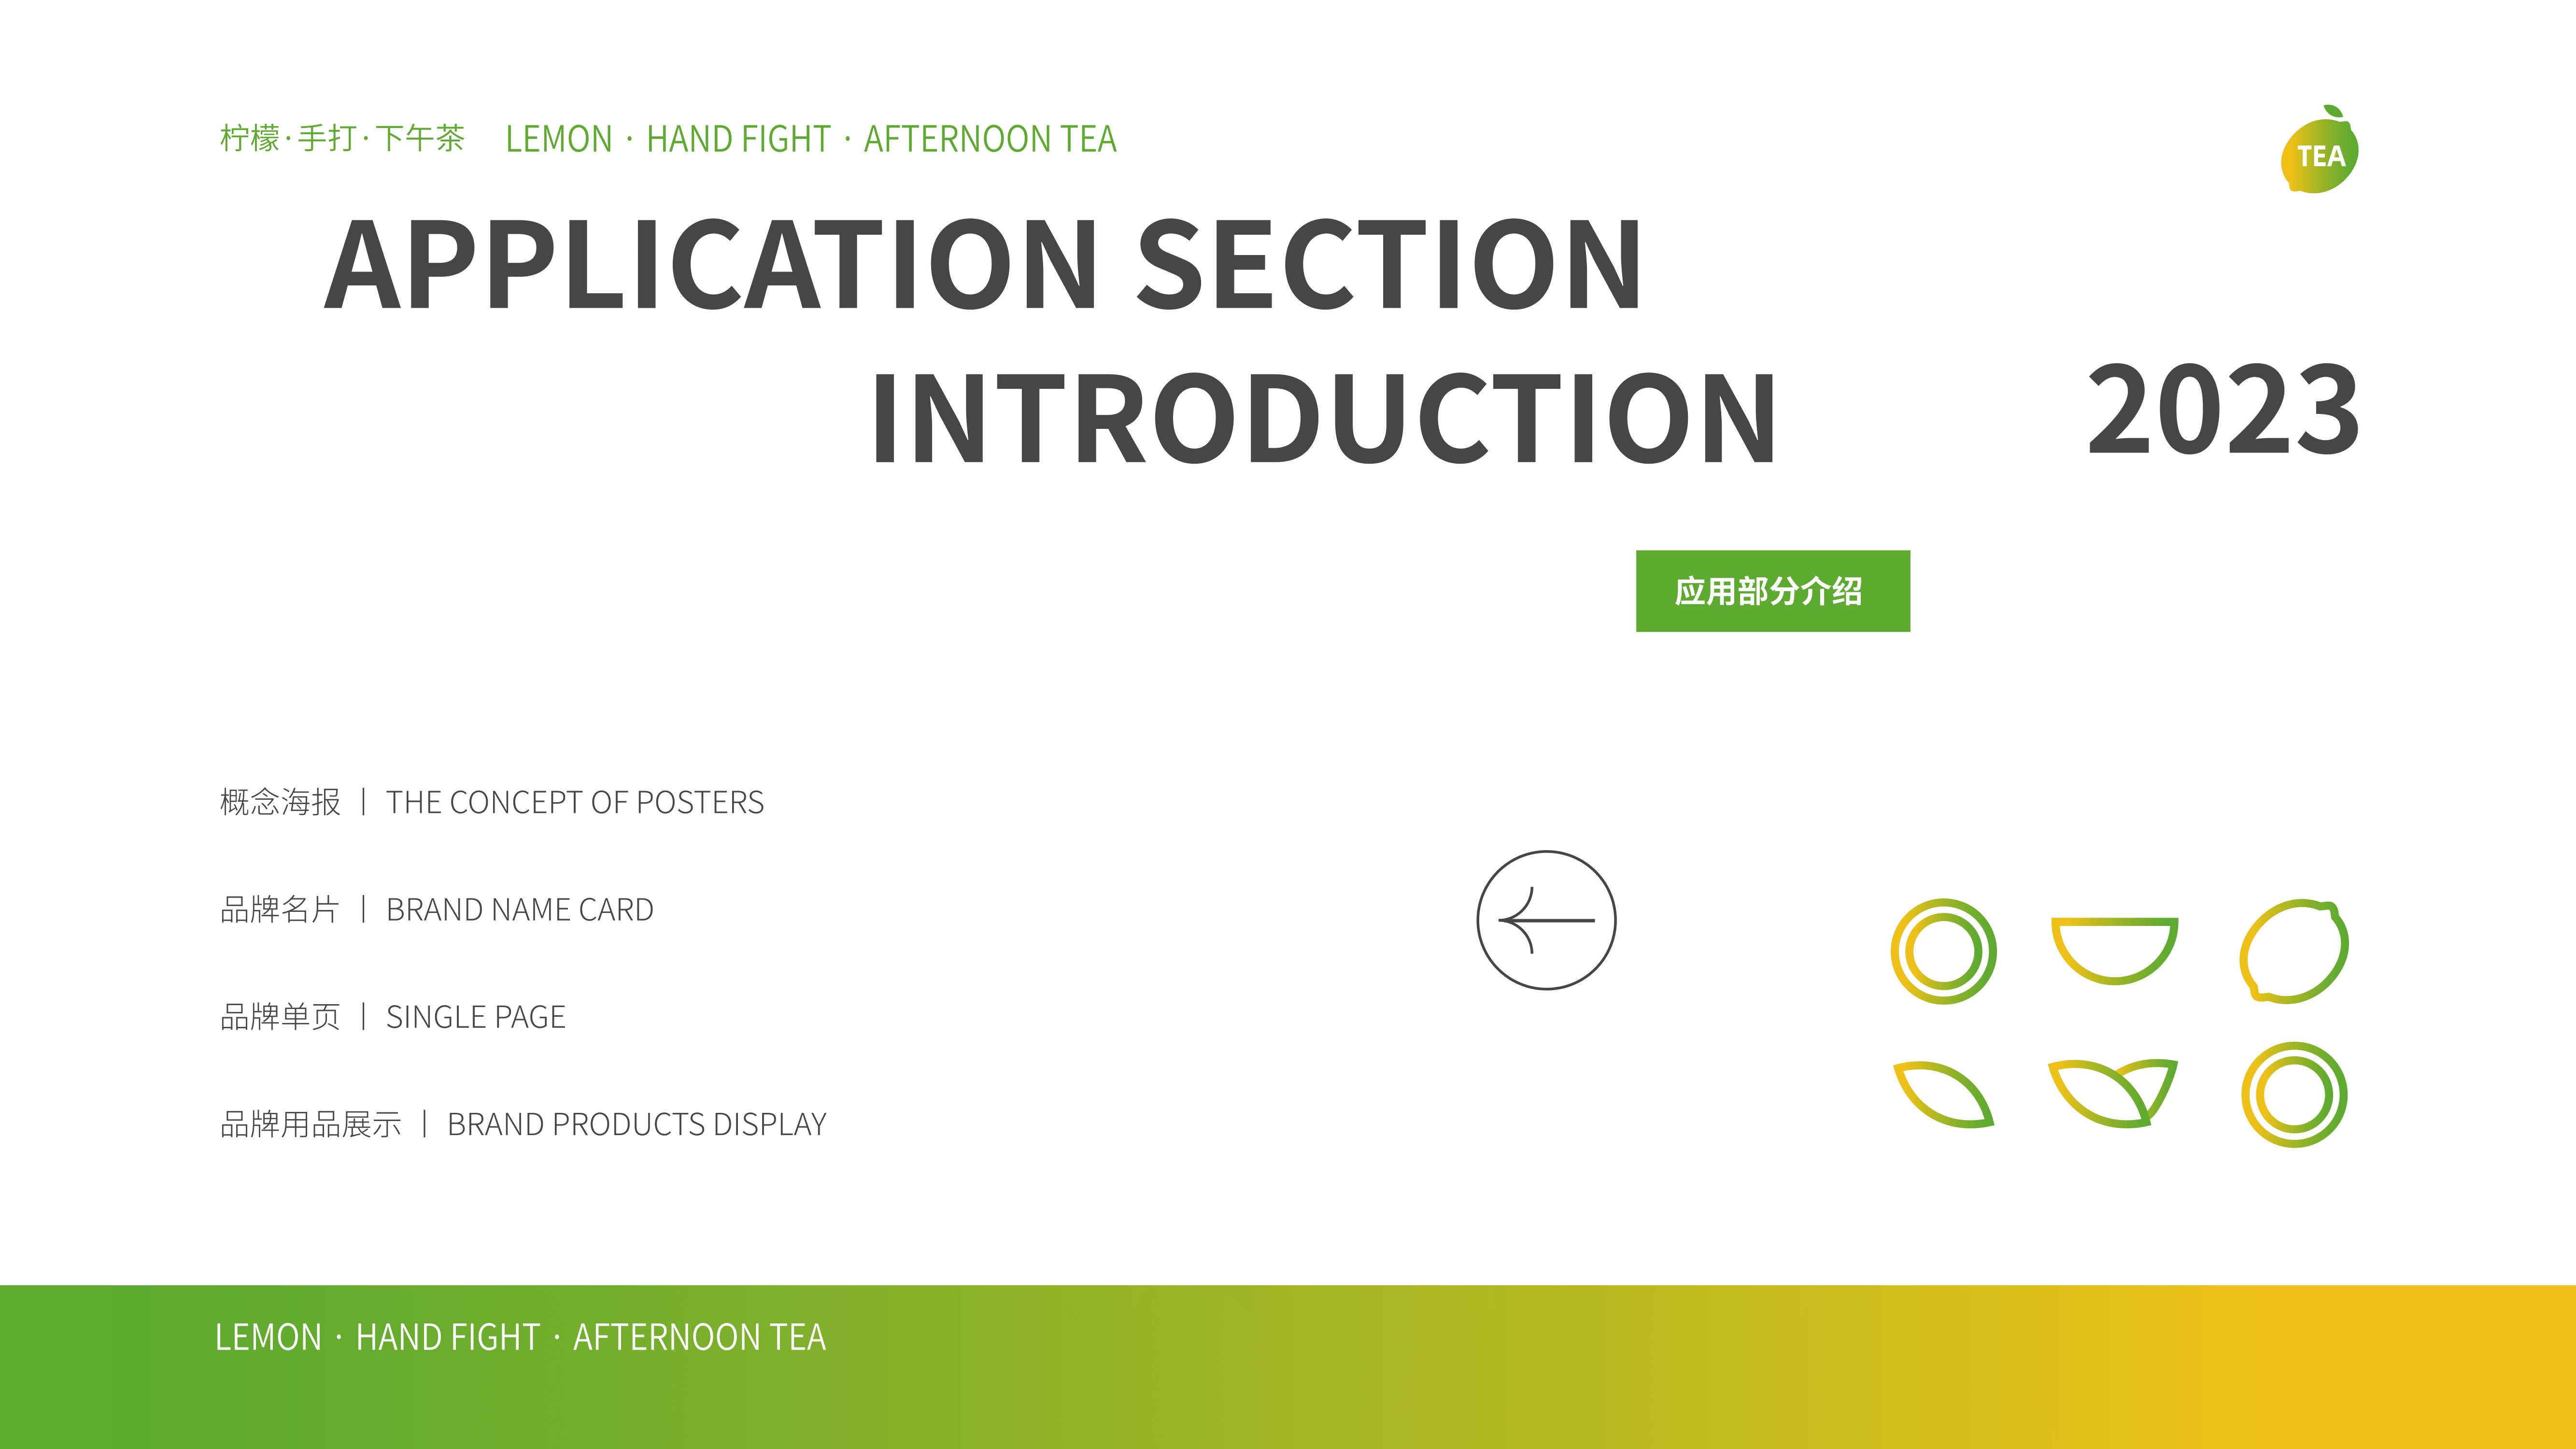 柠檬·手打·下午茶 LEMON · HAND FIGHT · AFTERNOON TEA
TEA
APPLICATION SECTION
INTRODUCTION
2023
应用部分介绍
概念海报 | THE CONCEPT OF POSTERS
品牌名片 | BRAND NAME CARD
品牌单页 | SINGLE PAGE
品牌用品展示 | BRAND PRODUCTS DISPLAY
LEMON · HAND FIGHT · AFTERNOON TEA